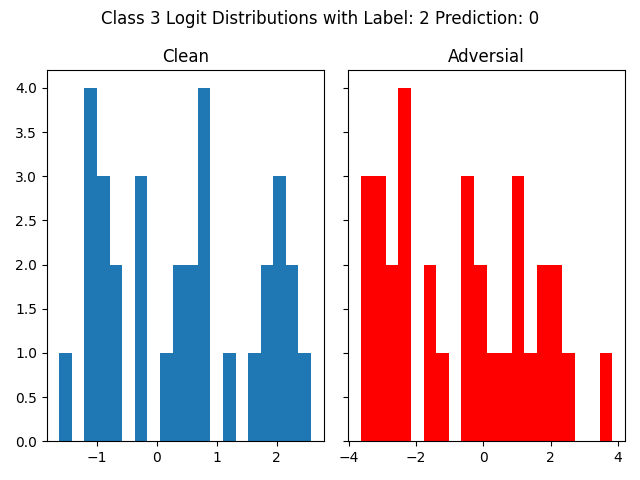 Class 3 Logit Distributions with Label: 2 Prediction: 0
Clean
Adversial
4.0
3.5
3.0
2.5
2.0
1.5
1.0
0.5
0.0
−1 0 1 2
−4 −2 0 2 4